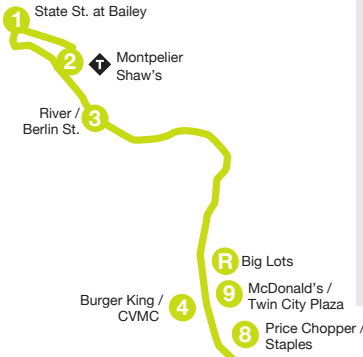 1 State St. at Bailey
2 T Montpelier
Shaw's
River /
Berlin St. 3
R Big Lots
9 McDonald's /
Twin City Plaza
Burger King / 4
CVMC
8 Price Chopper /
Staples